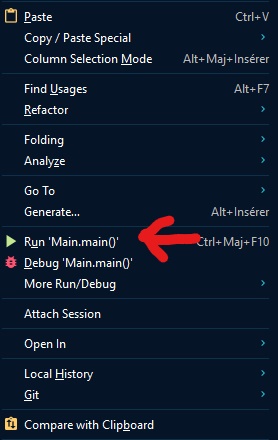 Paste Ctrl+V
Copy / Paste Special
Column Selection Mode Alt+Maj+Insérer
Find Usages Alt+F7
Refactor
Folding
Analyze
Go To
Generate... Alt+Insérer
Run 'Main.main()' Ctrl+Maj+F10
Debug 'Main.main()'
More Run/Debug
Attach Session
Open In
Local History
Git
Compare with Clipboard